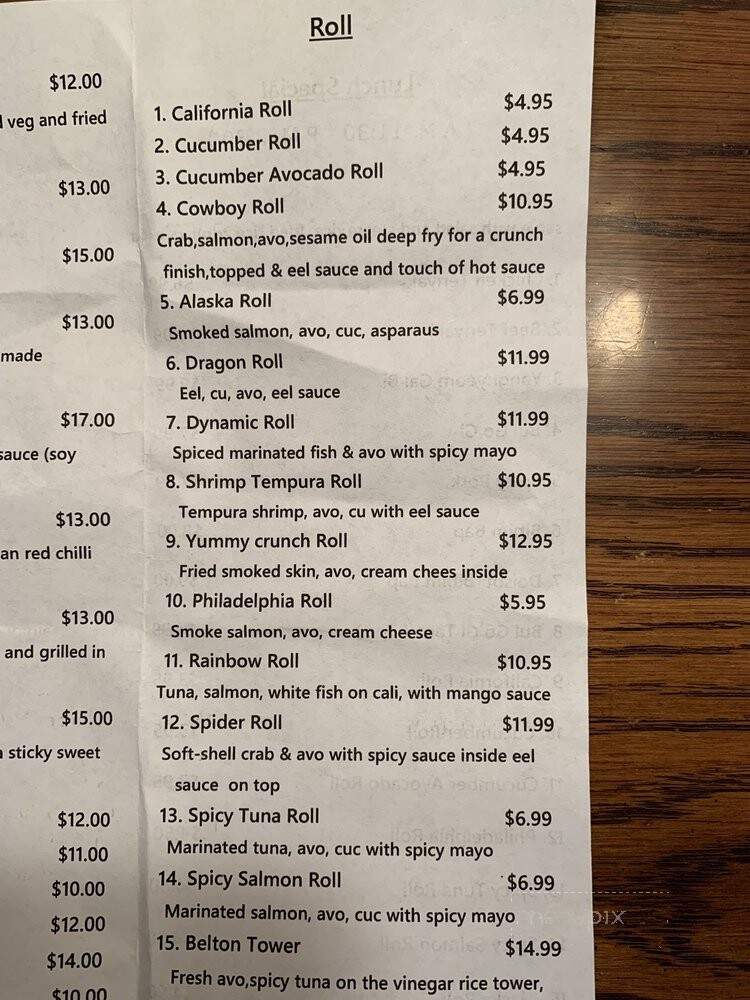 $12.00
veg and fried
$13.00
$15.00
$13.00
made
$17.00
sauce (soy
$13.00
an red chilli
$13.00
and grilled in
$15.00
sticky sweet
$12.00
$11.00
$10.00
$12.00
$14.00
$10.00
Roll
1. California Roll $4.95
2. Cucumber Roll $4.95
3. Cucumber Avocado Roll $4.95
4. Cowboy Roll $10.95
Crab,salmon,avo,sesame oil deep fry for a crunch
finish,topped & eel sauce and touch of hot sauce
5. Alaska Roll $6.99
Smoked salmon, avo, cuc, asparaus
6. Dragon Roll $11.99
Eel, cu, avo, eel sauce
7. Dynamic Roll $11.99
Spiced marinated fish & avo with spicy mayo
8. Shrimp Tempura Roll $10.95
Tempura shrimp, avo, cu with eel sauce
9. Yummy crunch Roll $12.95
Fried smoked skin, avo, cream chees inside
10. Philadelphia Roll $5.95
Smoke salmon, avo, cream cheese
11. Rainbow Roll $10.95
Tuna, salmon, white fish on cali, with mango sauce
12. Spider Roll $11.99
Soft-shell crab & avo with spicy sauce inside eel
sauce on top
13. Spicy Tuna Roll $6.99
Marinated tuna, avo, cuc with spicy mayo
14. Spicy Salmon Roll $6.99
Marinated salmon, avo, cuc with spicy mayo
15. Belton Tower $14.99
Fresh avo,spicy tuna on the vinegar rice tower,